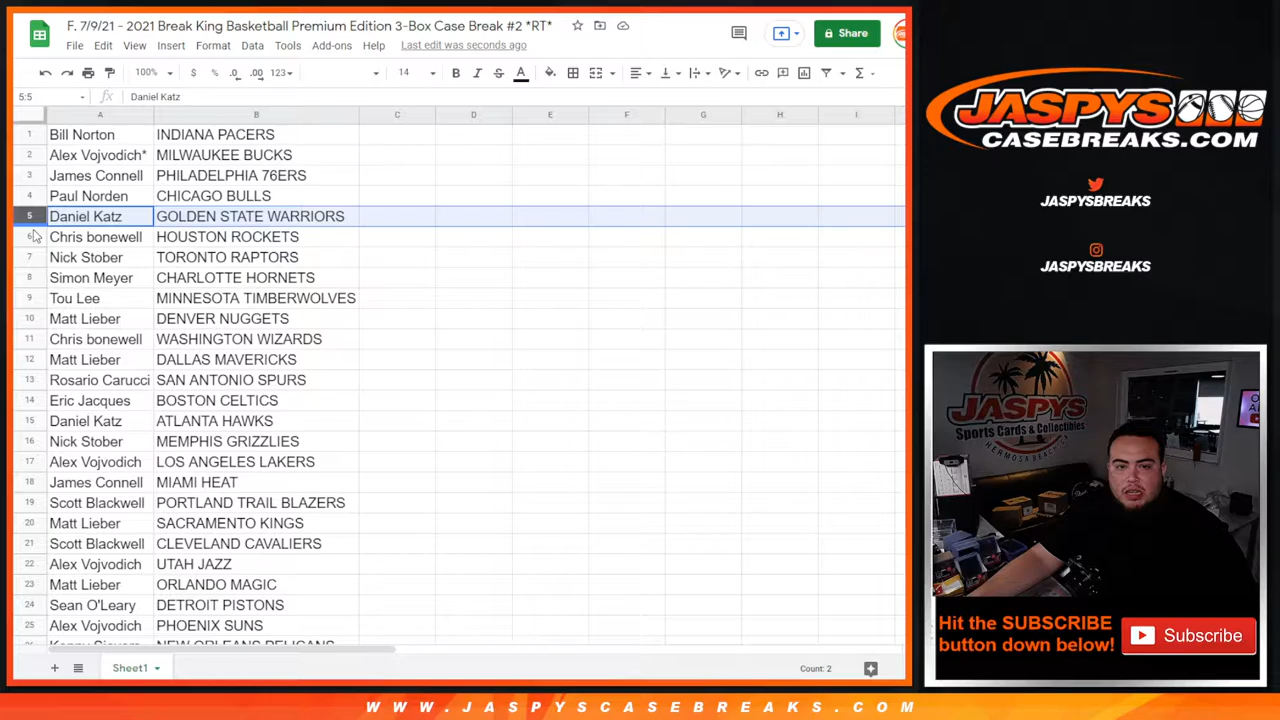 F. 7/9/21 - 2021 Break King Basketball Premium Edition 3-Box Case Break #2 *RT*
File Edit View Insert Format Data Tools Add-ons Help Last edit was seconds ago
Share
100% $ % .0 .00 123 14 B I S A
5:5 fx Daniel Katz
A B C D E F G H I
1 Bill Norton INDIANA PACERS
2 Alex Vojvodich* MILWAUKEE BUCKS
3 James Connell PHILADELPHIA 76ERS
4 Paul Norden CHICAGO BULLS
5 Daniel Katz GOLDEN STATE WARRIORS
6 Chris bonewell HOUSTON ROCKETS
7 Nick Stober TORONTO RAPTORS
8 Simon Meyer CHARLOTTE HORNETS
9 Tou Lee MINNESOTA TIMBERWOLVES
10 Matt Lieber DENVER NUGGETS
11 Chris bonewell WASHINGTON WIZARDS
12 Matt Lieber DALLAS MAVERICKS
13 Rosario Carucci SAN ANTONIO SPURS
14 Eric Jacques BOSTON CELTICS
15 Daniel Katz ATLANTA HAWKS
16 Nick Stober MEMPHIS GRIZZLIES
17 Alex Vojvodich LOS ANGELES LAKERS
18 James Connell MIAMI HEAT
19 Scott Blackwell PORTLAND TRAIL BLAZERS
20 Matt Lieber SACRAMENTO KINGS
21 Scott Blackwell CLEVELAND CAVALIERS
22 Alex Vojvodich UTAH JAZZ
23 Matt Lieber ORLANDO MAGIC
24 Sean O'Leary DETROIT PISTONS
25 Alex Vojvodich PHOENIX SUNS
NEW ORLEANS PELICANS
Sheet1
Count: 2
JASPYS
CASEBREAKS.COM
JASPYSBREAKS
JASPYSBREAKS
JASPYS
Sports Cards & Collectibles
HERMOSA BEACH, CA
Hit the SUBSCRIBE
button down below!
Subscribe
WWW.JASPYSCASEBREAKS.COM